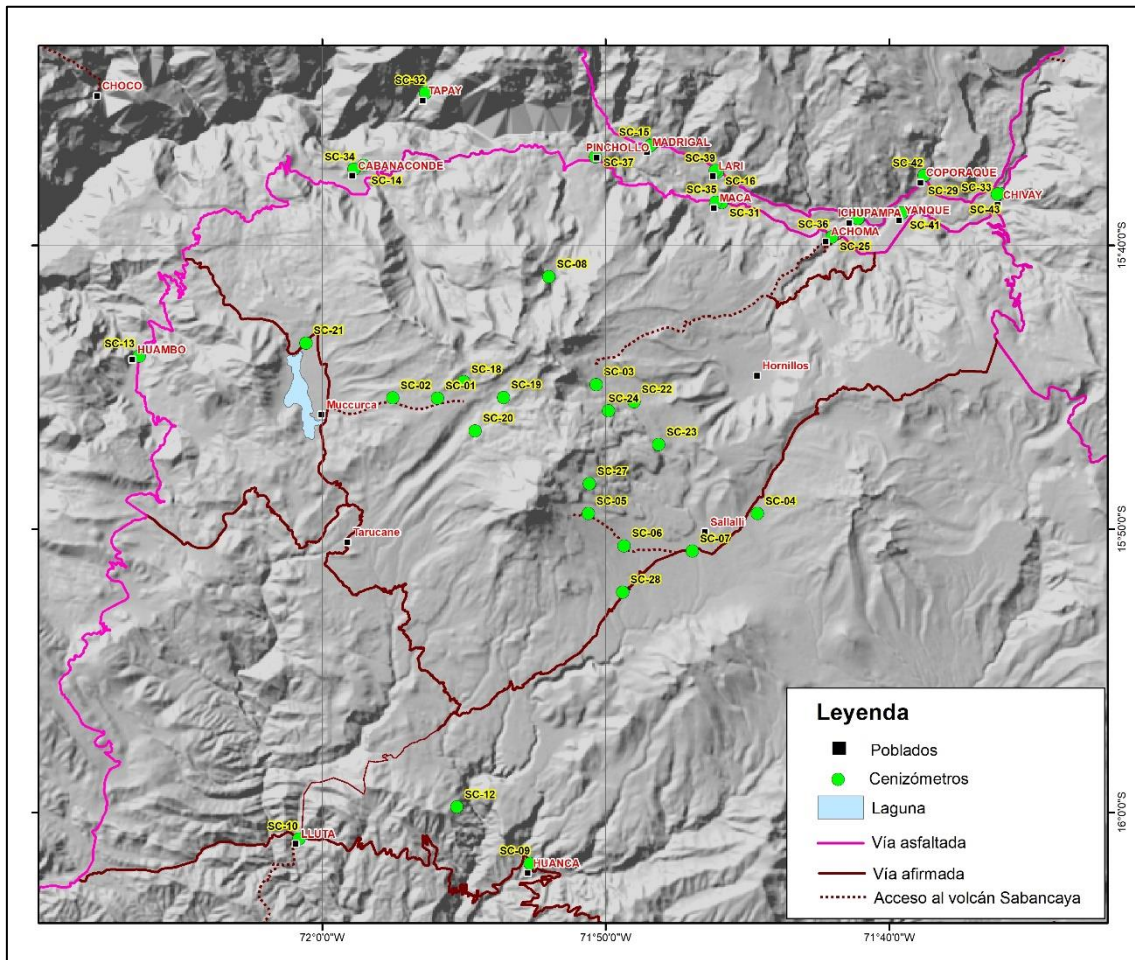 CHOCO
SC-32
TAPAY
SC-15
MADRIGAL
PINCHOLLO
SC-37
SC-39
LARI
SC-16
SC-34
CABANACONDE
SC-14
SC-35
MACA
SC-31
SC-42
COPORAQUE
SC-29
SC-33
CHIVAY
SC-43
ICHUPAMPA
YANQUE
SC-41
SC-36
ACHOMA
SC-25
15°40'0"S
SC-08
SC-21
SC-13
HUAMBO
SC-18
SC-02
SC-01
SC-19
SC-03
SC-22
SC-24
Hornillos
Muccurca
SC-20
SC-23
SC-27
SC-05
SC-04
Sallalli
SC-06
SC-07
15°50'0"S
Tarucane
SC-28
SC-12
SC-10
LLUTA
SC-09
HUANCA
16°0'0"S
Leyenda
Poblados
Cenizómetros
Laguna
Vía asfaltada
Vía afirmada
Acceso al volcán Sabancaya
72°0'0"W
71°50'0"W
71°40'0"W